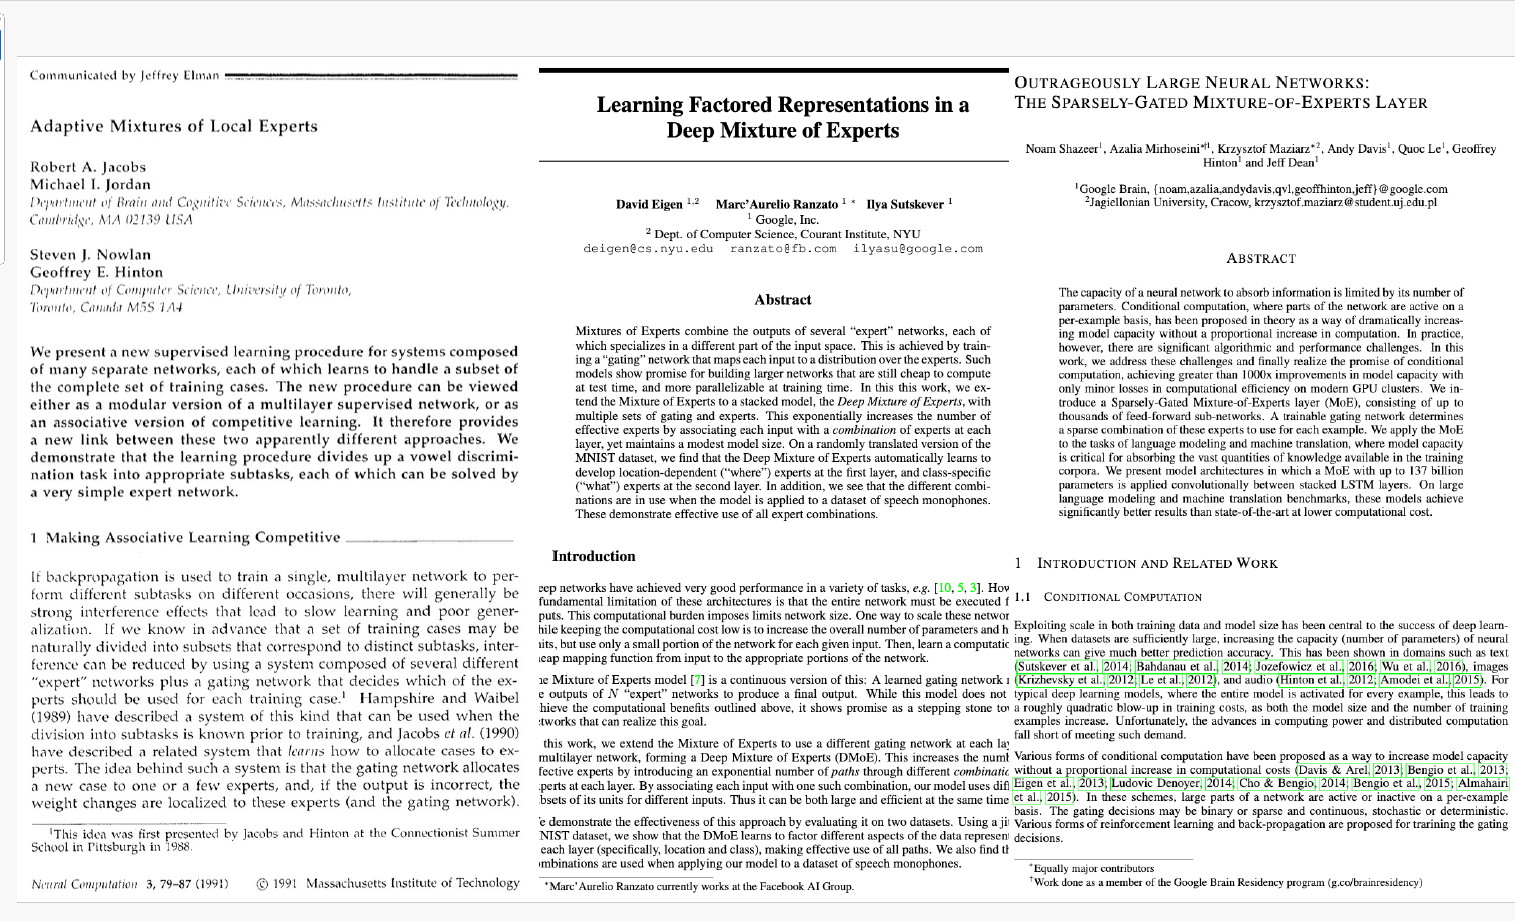 Communicated by Jeffrey Elman
Adaptive Mixtures of Local Experts
Robert A. Jacobs
Michael I. Jordan
Department of Brain and Cognitive Sciences, Massachusetts Institute of Technology,
Cambridge, MA 02139 USA
Steven J. Nowlan
Geoffrey E. Hinton
Department of Computer Science, University of Toronto,
Toronto, Canada M5S 1A4
We present a new supervised learning procedure for systems composed
of many separate networks, each of which learns to handle a subset of
the complete set of training cases. The new procedure can be viewed
either as a modular version of a multilayer supervised network, or as
an associative version of competitive learning. It therefore provides
a new link between these two apparently different approaches. We
demonstrate that the learning procedure divides up a vowel discrimi-
nation task into appropriate subtasks, each of which can be solved by
a very simple expert network.
1 Making Associative Learning Competitive
If backpropagation is used to train a single, multilayer network to per-
form different subtasks on different occasions, there will generally be
strong interference effects that lead to slow learning and poor gener-
alization. If we know in advance that a set of training cases may be
naturally divided into subsets that correspond to distinct subtasks, inter-
ference can be reduced by using a system composed of several different
"expert" networks plus a gating network that decides which of the ex-
perts should be used for each training case.¹ Hampshire and Waibel
(1989) have described a system of this kind that can be used when the
division into subtasks is known prior to training, and Jacobs et al. (1990)
have described a related system that learns how to allocate cases to ex-
perts. The idea behind such a system is that the gating network allocates
a new case to one or a few experts, and, if the output is incorrect, the
weight changes are localized to these experts (and the gating network).
¹This idea was first presented by Jacobs and Hinton at the Connectionist Summer
School in Pittsburgh in 1988.
Neural Computation 3, 79–87 (1991) © 1991 Massachusetts Institute of Technology
Learning Factored Representations in a
Deep Mixture of Experts
David Eigen 1,2 Marc'Aurelio Ranzato 1 * Ilya Sutskever 1
1 Google, Inc.
2 Dept. of Computer Science, Courant Institute, NYU
deigen@cs.nyu.edu ranzato@fb.com ilyasu@google.com
Abstract
Mixtures of Experts combine the outputs of several "expert" networks, each of
which specializes in a different part of the input space. This is achieved by train-
ing a "gating" network that maps each input to a distribution over the experts. Such
models show promise for building larger networks that are still cheap to compute
at test time, and more parallelizable at training time. In this this work, we ex-
tend the Mixture of Experts to a stacked model, the Deep Mixture of Experts, with
multiple sets of gating and experts. This exponentially increases the number of
effective experts by associating each input with a combination of experts at each
layer, yet maintains a modest model size. On a randomly translated version of the
MNIST dataset, we find that the Deep Mixture of Experts automatically learns to
develop location-dependent ("where") experts at the first layer, and class-specific
("what") experts at the second layer. In addition, we see that the different combi-
nations are in use when the model is applied to a dataset of speech monophones.
These demonstrate effective use of all expert combinations.
Introduction
eep networks have achieved very good performance in a variety of tasks, e.g. [10, 5, 3]. How
fundamental limitation of these architectures is that the entire network must be executed f
puts. This computational burden imposes limits network size. One way to scale these networ
hile keeping the computational cost low is to increase the overall number of parameters and h
its, but use only a small portion of the network for each given input. Then, learn a computatic
eap mapping function from input to the appropriate portions of the network.
e Mixture of Experts model [7] is a continuous version of this: A learned gating network
e outputs of N "expert" networks to produce a final output. While this model does not
hieve the computational benefits outlined above, it shows promise as a stepping stone tow
tworks that can realize this goal.
this work, we extend the Mixture of Experts to use a different gating network at each lay
multilayer network, forming a Deep Mixture of Experts (DMoE). This increases the numl
fective experts by introducing an exponential number of paths through different combinatic
perts at each layer. By associating each input with one such combination, our model uses diff
bsets of its units for different inputs. Thus it can be both large and efficient at the same time
e demonstrate the effectiveness of this approach by evaluating it on two datasets. Using a jit
NIST dataset, we show that the DMoE learns to factor different aspects of the data represen
each layer (specifically, location and class), making effective use of all paths. We also find th
mbinations are used when applying our model to a dataset of speech monophones.
*Marc'Aurelio Ranzato currently works at the Facebook AI Group.
OUTRAGEOUSLY LARGE NEURAL NETWORKS:
THE SPARSELY-GATED MIXTURE-OF-EXPERTS LAYER
Noam Shazeer¹, Azalia Mirhoseini*†¹, Krzysztof Maziarz*², Andy Davis¹, Quoc Le¹, Geoffrey
Hinton¹ and Jeff Dean¹
¹Google Brain, {noam,azalia,andydavis,qvl,geoffhinton,jeff}@google.com
²Jagiellonian University, Cracow, krzysztof.maziarz@student.uj.edu.pl
ABSTRACT
The capacity of a neural network to absorb information is limited by its number of
parameters. Conditional computation, where parts of the network are active on a
per-example basis, has been proposed in theory as a way of dramatically increas-
ing model capacity without a proportional increase in computation. In practice,
however, there are significant algorithmic and performance challenges. In this
work, we address these challenges and finally realize the promise of conditional
computation, achieving greater than 1000x improvements in model capacity with
only minor losses in computational efficiency on modern GPU clusters. We in-
troduce a Sparsely-Gated Mixture-of-Experts layer (MoE), consisting of up to
thousands of feed-forward sub-networks. A trainable gating network determines
a sparse combination of these experts to use for each example. We apply the MoE
to the tasks of language modeling and machine translation, where model capacity
is critical for absorbing the vast quantities of knowledge available in the training
corpora. We present model architectures in which a MoE with up to 137 billion
parameters is applied convolutionally between stacked LSTM layers. On large
language modeling and machine translation benchmarks, these models achieve
significantly better results than state-of-the-art at lower computational cost.
1 INTRODUCTION AND RELATED WORK
1.1 CONDITIONAL COMPUTATION
Exploiting scale in both training data and model size has been central to the success of deep learn-
ing. When datasets are sufficiently large, increasing the capacity (number of parameters) of neural
networks can give much better prediction accuracy. This has been shown in domains such as text
(Sutskever et al., 2014; Bahdanau et al., 2014; Jozefowicz et al., 2016; Wu et al., 2016), images
(Krizhevsky et al., 2012; Le et al., 2012), and audio (Hinton et al., 2012; Amodei et al., 2015). For
typical deep learning models, where the entire model is activated for every example, this leads to
a roughly quadratic blow-up in training costs, as both the model size and the number of training
examples increase. Unfortunately, the advances in computing power and distributed computation
fall short of meeting such demand.
Various forms of conditional computation have been proposed as a way to increase model capacity
without a proportional increase in computational costs (Davis & Arel, 2013; Bengio et al., 2013;
Eigen et al., 2013; Ludovic Denoyer, 2014; Cho & Bengio, 2014; Bengio et al., 2015; Almahairi
et al., 2015). In these schemes, large parts of a network are active or inactive on a per-example
basis. The gating decisions may be binary or sparse and continuous, stochastic or deterministic.
Various forms of reinforcement learning and back-propagation are proposed for trarining the gating
decisions.
*Equally major contributors
†Work done as a member of the Google Brain Residency program (g.co/brainresidency)